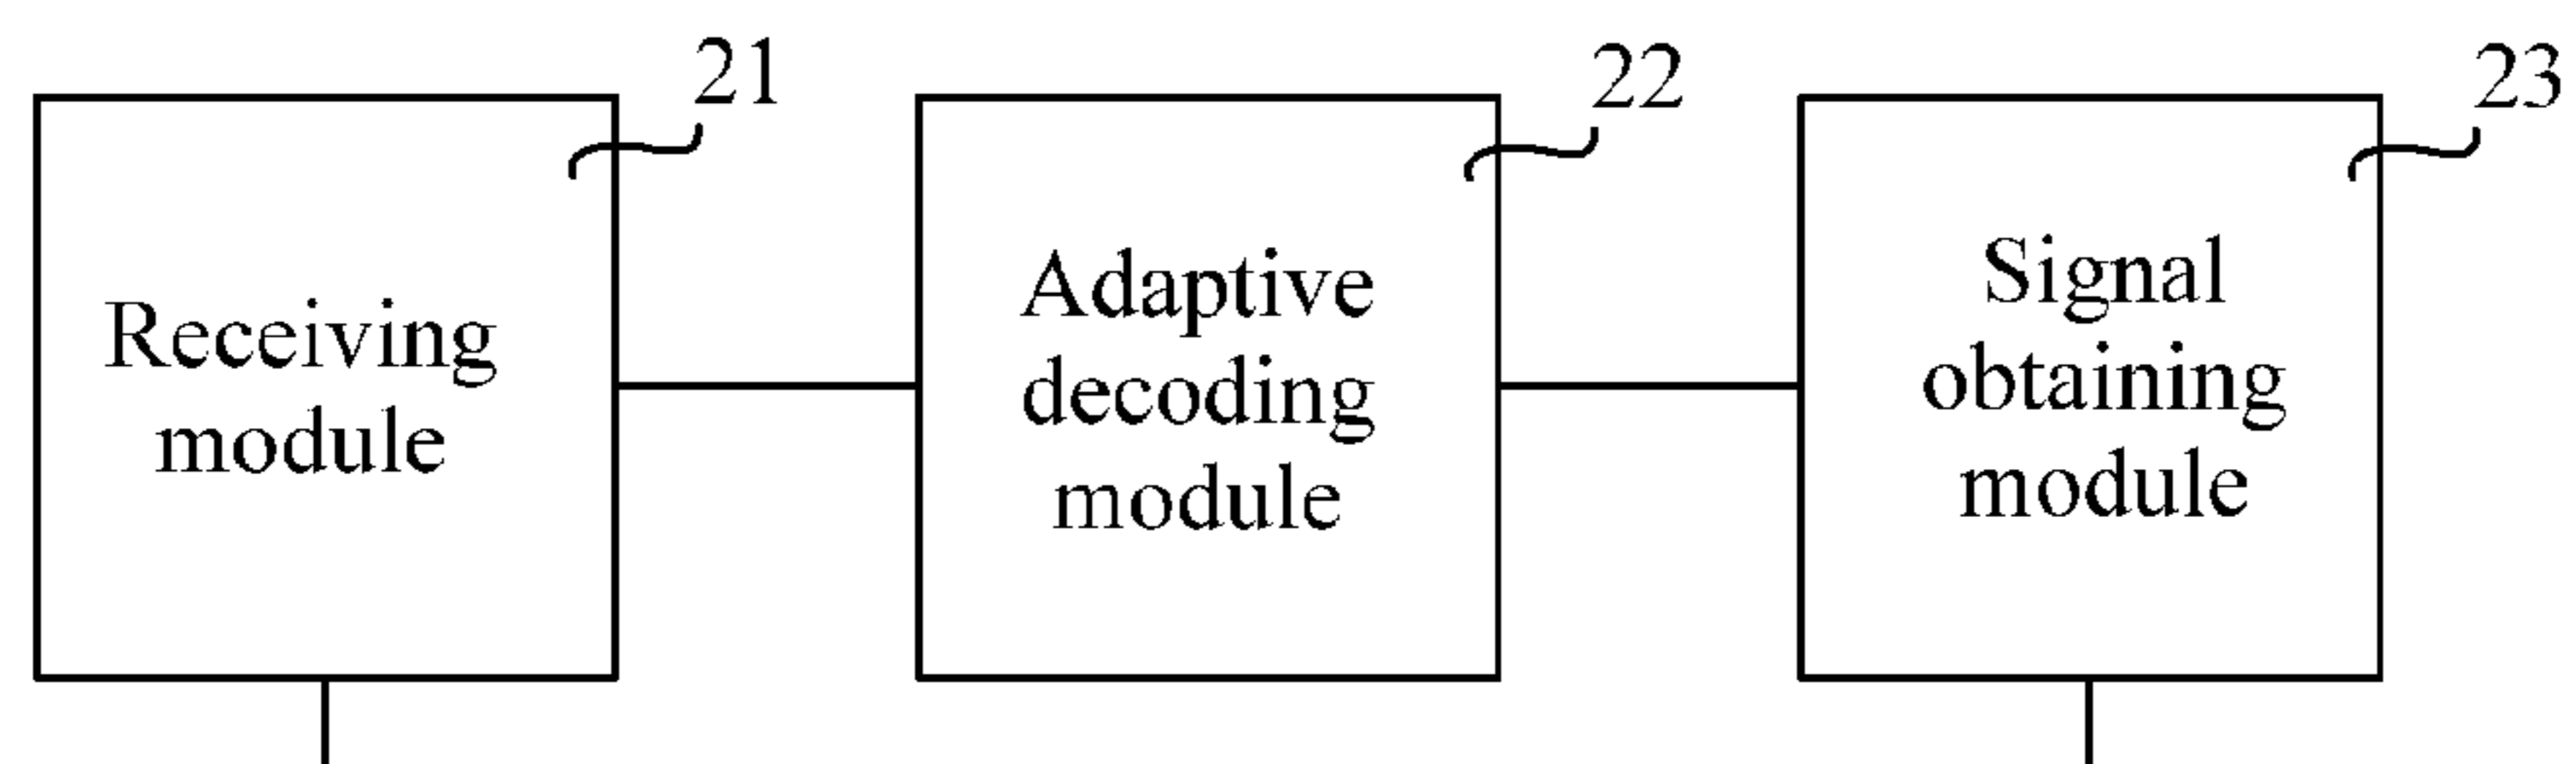 21
22
23
Receiving
module
Adaptive
decoding
module
Signal
obtaining
module